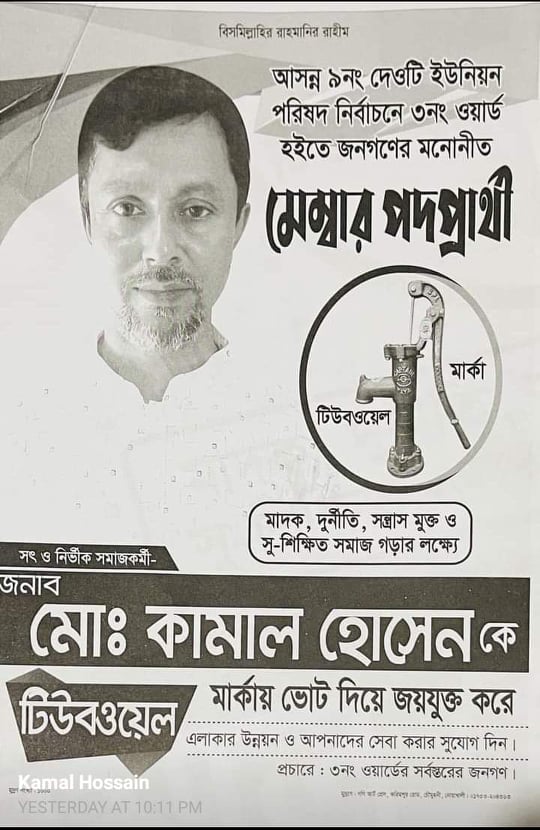 বিসমিল্লাহির রাহমানির রাহীম
আসন্ন ৯নং দেওটি ইউনিয়ন
পরিষদ নির্বাচনে ৩নং ওয়ার্ড
হইতে জনগণের মনোনীত
মেম্বার পদপ্রার্থী
মার্কা
টিউবওয়েল
মাদক, দুর্নীতি, সন্ত্রাস মুক্ত ও
সু-শিক্ষিত সমাজ গড়ার লক্ষ্যে
সৎ ও নির্ভীক সমাজকর্মী-
জনাব
মোঃ কামাল হোসেন কে
টিউবওয়েল
মার্কায় ভোট দিয়ে জয়যুক্ত করে
এলাকার উন্নয়ন ও আপনাদের সেবা করার সুযোগ দিন।
প্রচারে : ৩নং ওয়ার্ডের সর্বস্তরের জনগণ।
Kamal Hossain
YESTERDAY AT 10:11 PM